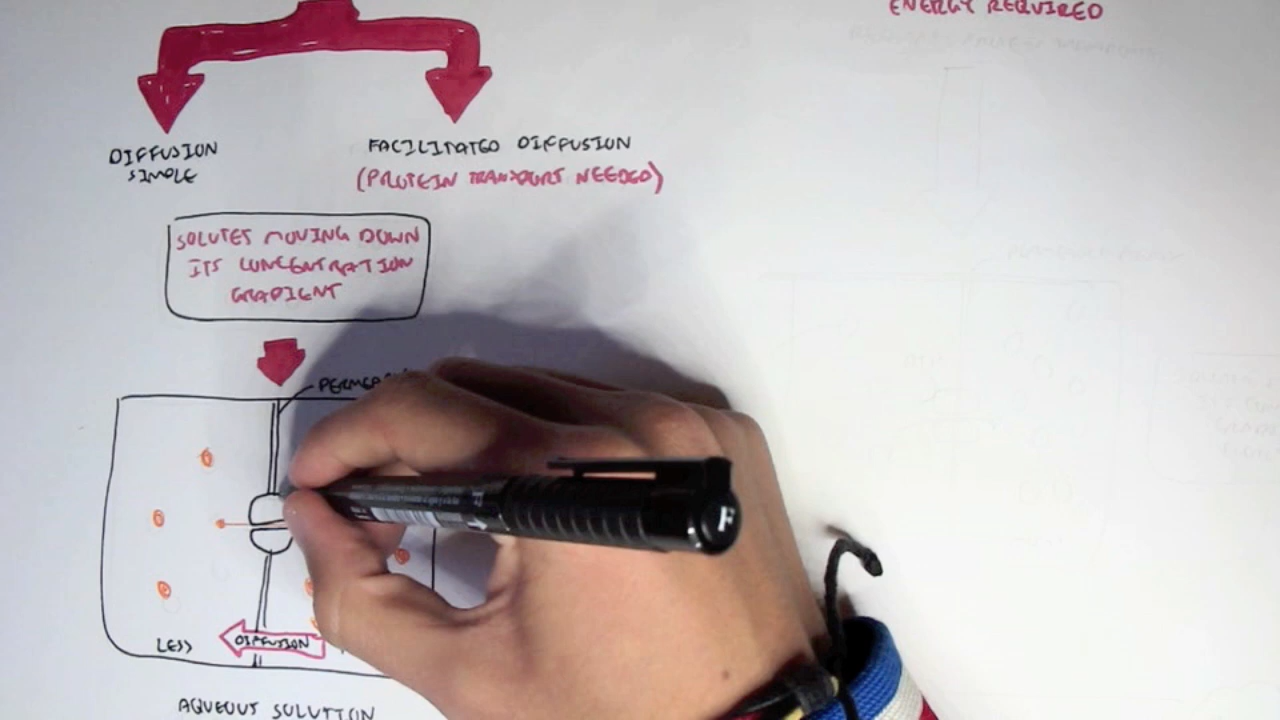 ENERGY REQUIRED
DIFFUSION
SIMPLE
FACILITATED DIFFUSION
(PROTEIN TRANSPORT NEEDED)
SOLUTES MOVING DOWN
ITS CONCENTRATION
GRADIENT
LESS
DIFFUSION
AQUEOUS SOLUTION
F